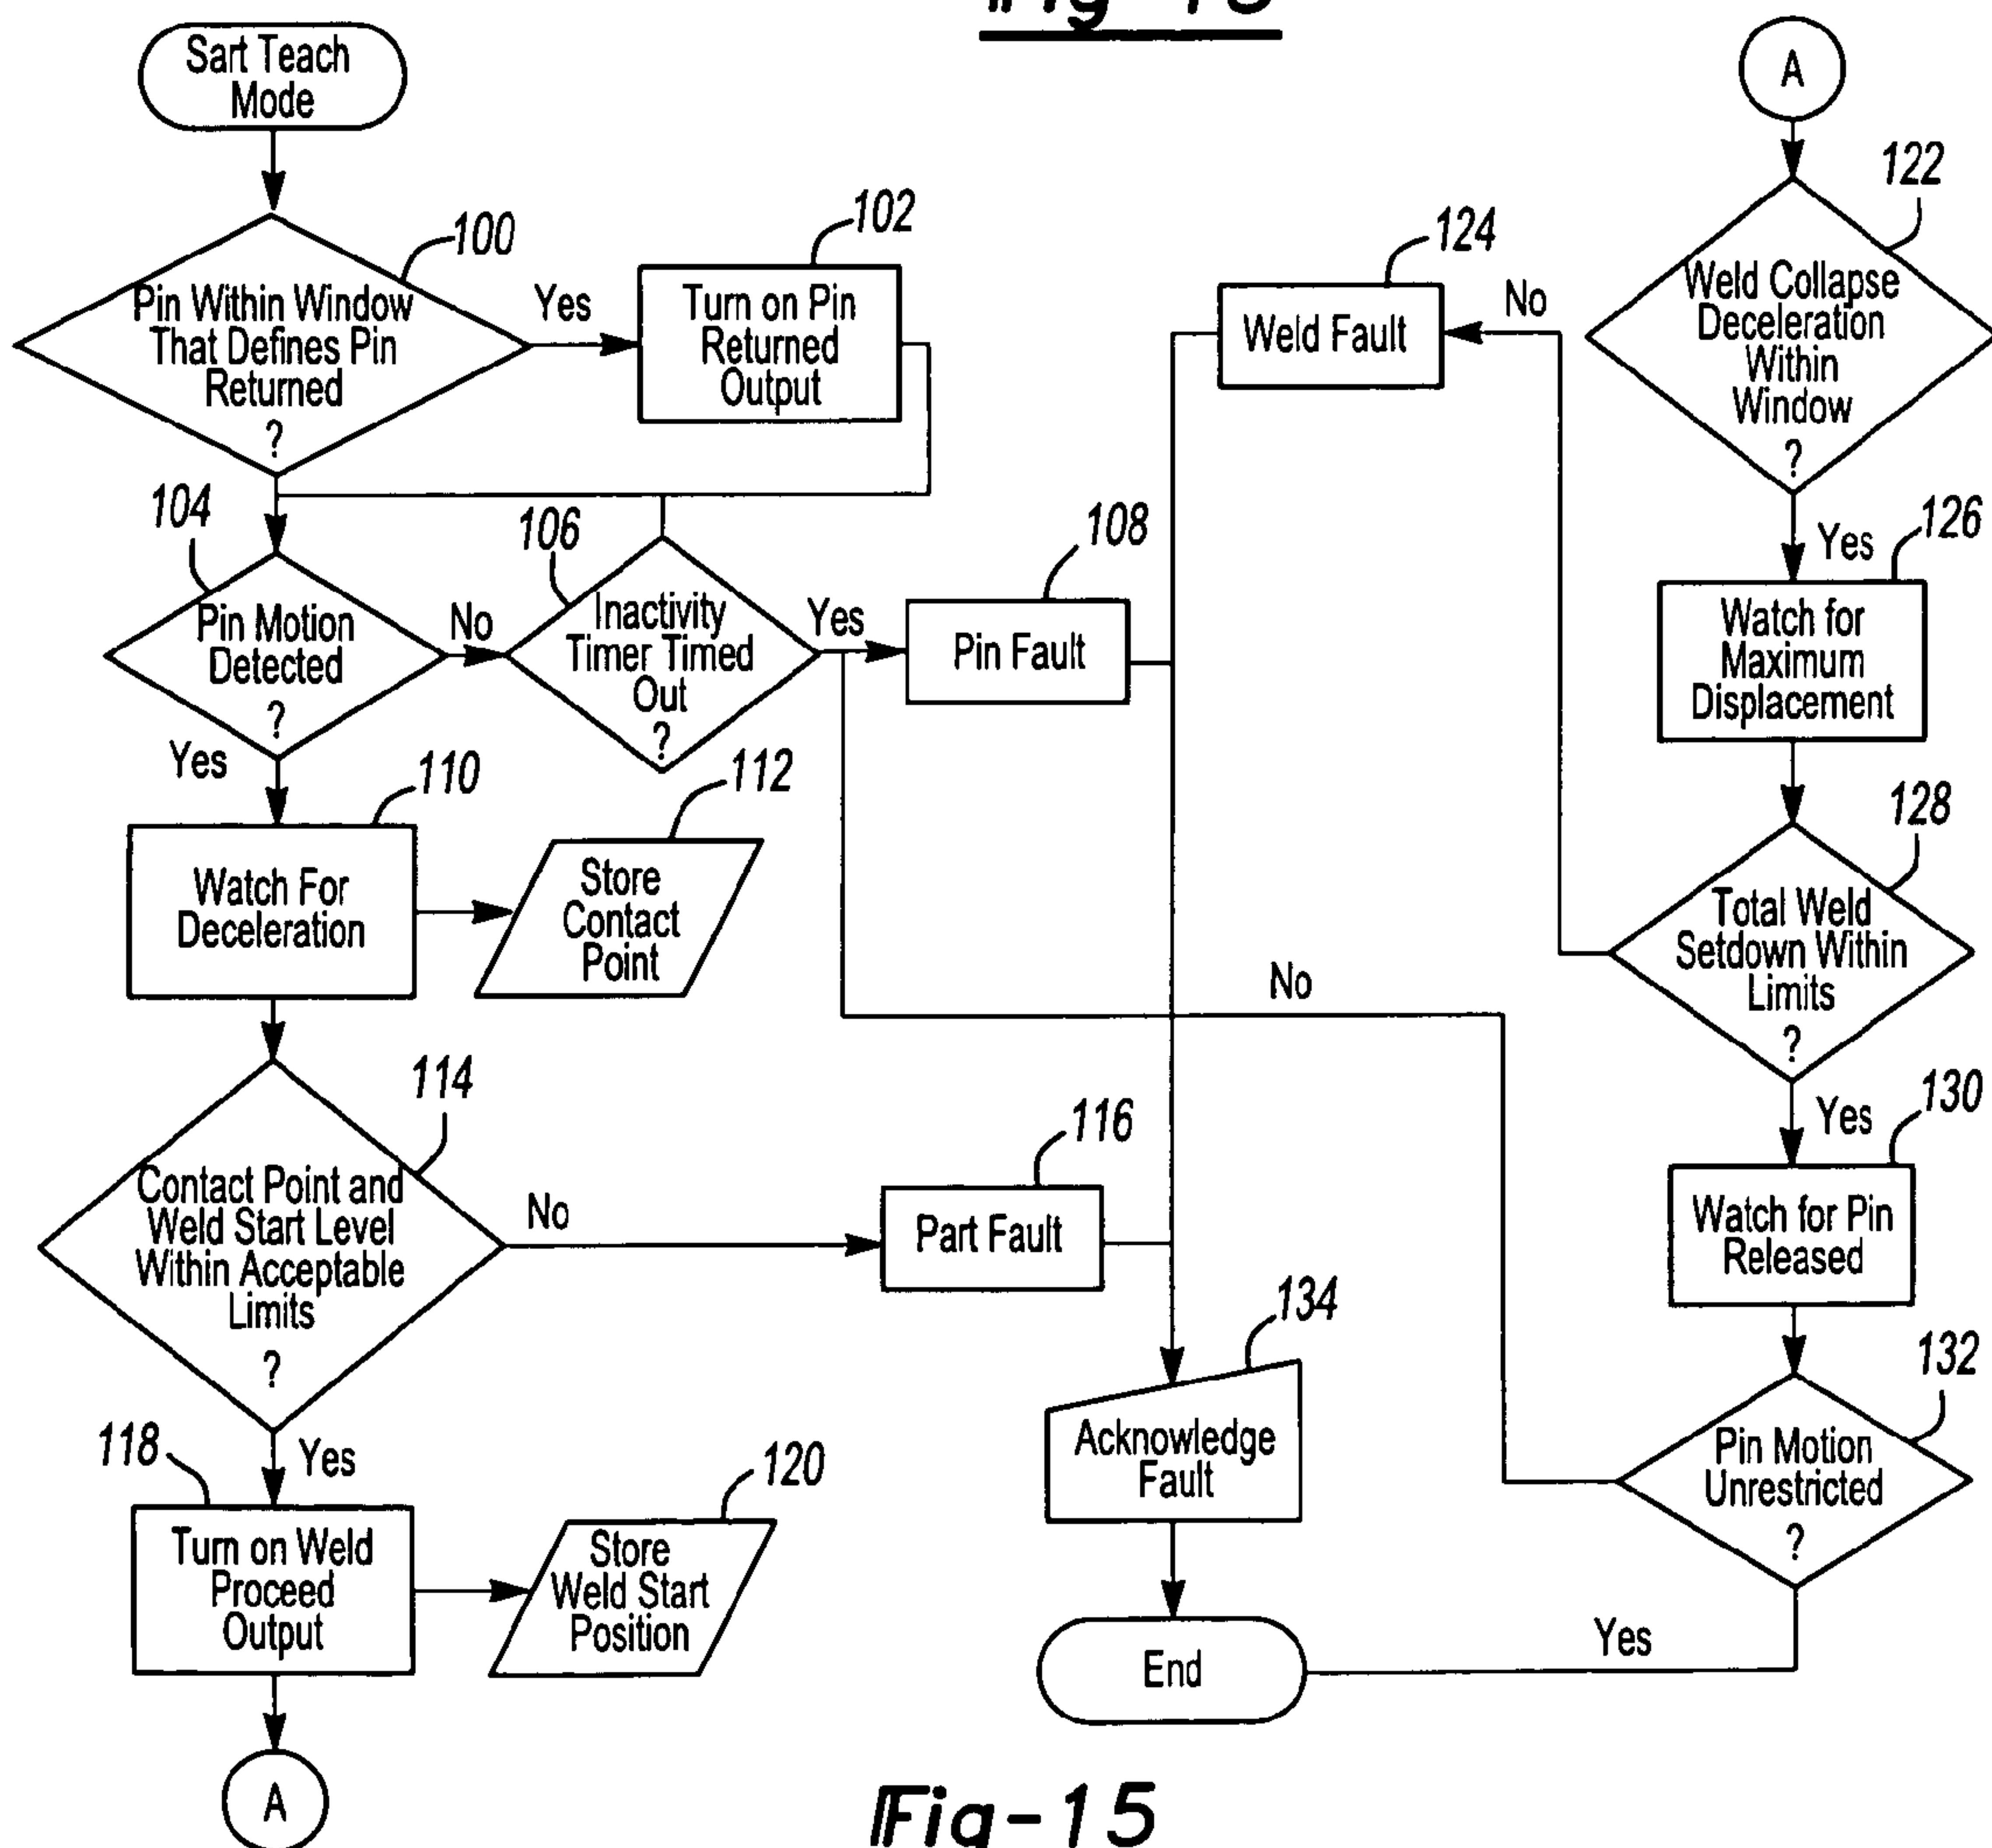 Sart Teach
Mode
100
Pin Within Window
That Defines Pin
Returned
?
Yes
102
Turn on Pin
Returned
Output
104
Pin Motion
Detected
?
No
106
Inactivity
Timer Timed
Out
?
Yes
108
Pin Fault
Yes
110
Watch For
Deceleration
112
Store
Contact
Point
114
Contact Point and
Weld Start Level
Within Acceptable
Limits
?
No
116
Part Fault
Yes
118
Turn on Weld
Proceed
Output
120
Store
Weld Start
Position
A
A
122
Weld Collapse
Deceleration
Within
Window
?
No
124
Weld Fault
Yes
126
Watch for
Maximum
Displacement
128
Total Weld
Setdown Within
Limits
?
Yes
130
Watch for Pin
Released
132
Pin Motion
Unrestricted
?
No
Yes
134
Acknowledge
Fault
End
Fig-15